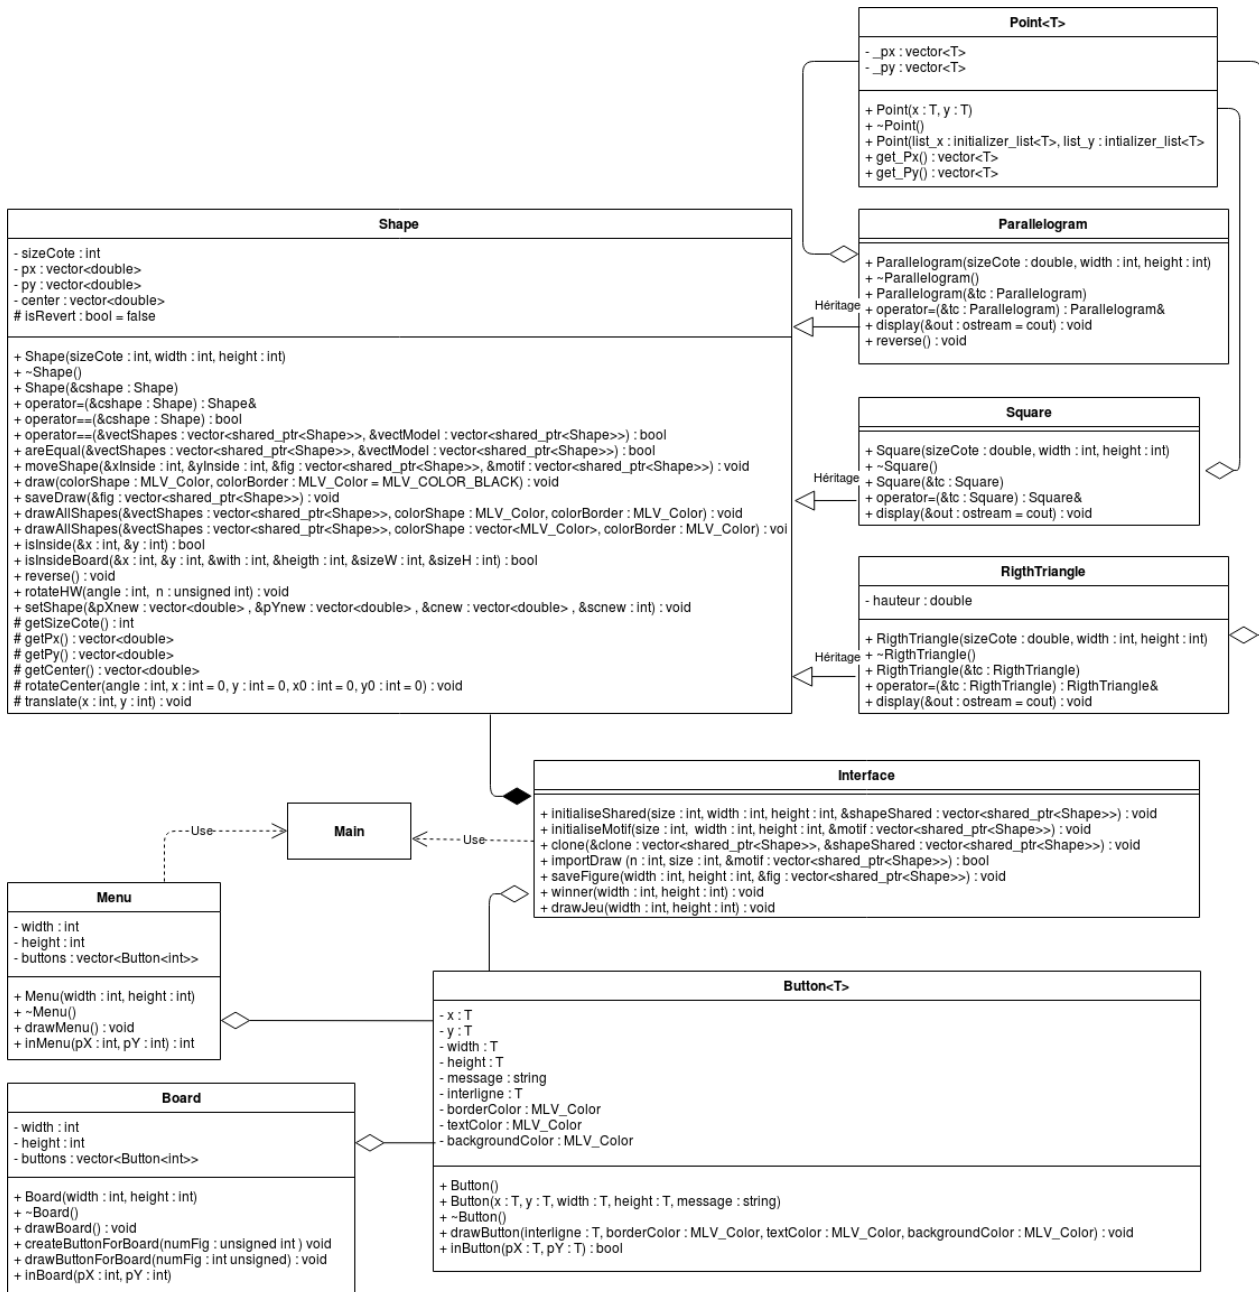 Point<T>
- _px : vector<T>
- _py : vector<T>
+ Point(x : T, y : T)
+ ~Point()
+ Point(list_x : initializer_list<T>, list_y : intializer_list<T>
+ get_Px() : vector<T>
+ get_Py() : vector<T>
Shape
- sizeCote : int
- px : vector<double>
- py : vector<double>
- center : vector<double>
# isRevert : bool = false
+ Shape(sizeCote : int, width : int, height : int)
+ ~Shape()
+ Shape(&cshape : Shape)
+ operator=(&cshape : Shape) : Shape&
+ operator==(&cshape : Shape) : bool
+ operator==(&vectShapes : vector<shared_ptr<Shape>>, &vectModel : vector<shared_ptr<Shape>>) : bool
+ areEqual(&vectShapes : vector<shared_ptr<Shape>>, &vectModel : vector<shared_ptr<Shape>>) : bool
+ moveShape(&xInside : int, &yInside : int, &fig : vector<shared_ptr<Shape>>, &motif : vector<shared_ptr<Shape>>) : void
+ draw(colorShape : MLV_Color, colorBorder : MLV_Color = MLV_COLOR_BLACK) : void
+ saveDraw(&fig : vector<shared_ptr<Shape>>) : void
+ drawAllShapes(&vectShapes : vector<shared_ptr<Shape>>, colorShape : MLV_Color, colorBorder : MLV_Color) : void
+ drawAllShapes(&vectShapes : vector<shared_ptr<Shape>>, colorShape : vector<MLV_Color>, colorBorder : MLV_Color) : voi
+ isInside(&x : int, &y : int) : bool
+ isInsideBoard(&x : int, &y : int, &with : int, &heigth : int, &sizeW : int, &sizeH : int) : bool
+ reverse() : void
+ rotateHW(angle : int, n : unsigned int) : void
+ setShape(&pXnew : vector<double> , &pYnew : vector<double> , &cnew : vector<double> , &scnew : int) : void
# getSizeCote() : int
# getPx() : vector<double>
# getPy() : vector<double>
# getCenter() : vector<double>
# rotateCenter(angle : int, x : int = 0, y : int = 0, x0 : int = 0, y0 : int = 0) : void
# translate(x : int, y : int) : void
Parallelogram
+ Parallelogram(sizeCote : double, width : int, height : int)
+ ~Parallelogram()
+ Parallelogram(&tc : Parallelogram)
+ operator=(&tc : Parallelogram) : Parallelogram&
+ display(&out : ostream = cout) : void
+ reverse() : void
Héritage
Square
+ Square(sizeCote : double, width : int, height : int)
+ ~Square()
+ Square(&tc : Square)
+ operator=(&tc : Square) : Square&
+ display(&out : ostream = cout) : void
Héritage
RigthTriangle
- hauteur : double
+ RigthTriangle(sizeCote : double, width : int, height : int)
+ ~RigthTriangle()
+ RigthTriangle(&tc : RigthTriangle)
+ operator=(&tc : RigthTriangle) : RigthTriangle&
+ display(&out : ostream = cout) : void
Héritage
Interface
+ initialiseShared(size : int, width : int, height : int, &shapeShared : vector<shared_ptr<Shape>>) : void
+ initialiseMotif(size : int, width : int, height : int, &motif : vector<shared_ptr<Shape>>) : void
+ clone(&clone : vector<shared_ptr<Shape>>, &shapeShared : vector<shared_ptr<Shape>>) : void
+ importDraw (n : int, size : int, &motif : vector<shared_ptr<Shape>>) : bool
+ saveFigure(width : int, height : int, &fig : vector<shared_ptr<Shape>>) : void
+ winner(width : int, height : int) : void
+ drawJeu(width : int, height : int) : void
Main
Use
Use
Menu
- width : int
- height : int
- buttons : vector<Button<int>>
+ Menu(width : int, height : int)
+ ~Menu()
+ drawMenu() : void
+ inMenu(pX : int, pY : int) : int
Button<T>
- x : T
- y : T
- width : T
- height : T
- message : string
- interligne : T
- borderColor : MLV_Color
- textColor : MLV_Color
- backgroundColor : MLV_Color
+ Button()
+ Button(x : T, y : T, width : T, height : T, message : string)
+ ~Button()
+ drawButton(interligne : T, borderColor : MLV_Color, textColor : MLV_Color, backgroundColor : MLV_Color) : void
+ inButton(pX : T, pY : T) : bool
Board
- width : int
- height : int
- buttons : vector<Button<int>>
+ Board(width : int, height : int)
+ ~Board()
+ drawBoard() : void
+ createButtonForBoard(numFig : unsigned int ) void
+ drawButtonForBoard(numFig : int unsigned) : void
+ inBoard(pX : int, pY : int)